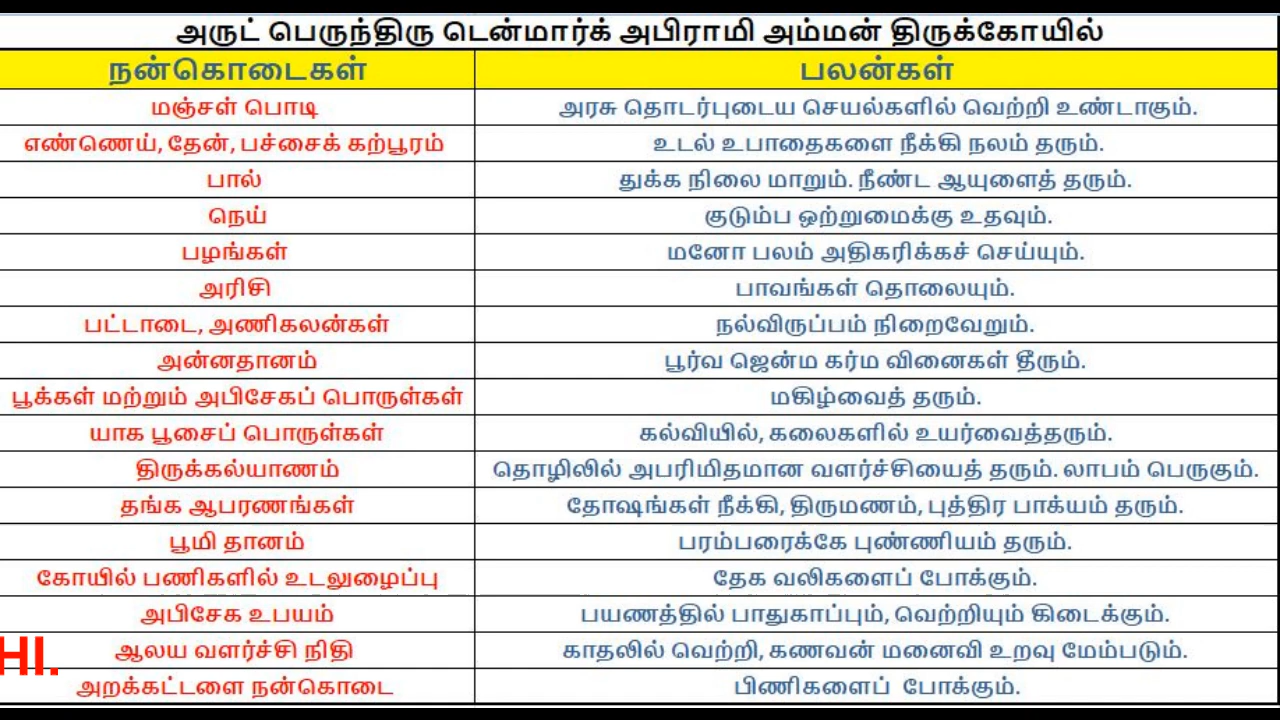 அருட் பெருந்திரு டென்மார்க் அபிராமி அம்மன் திருக்கோயில்
நன்கொடைகள் பலன்கள்
மஞ்சள் பொடி அரசு தொடர்புடைய செயல்களில் வெற்றி உண்டாகும்.
எண்ணெய், தேன், பச்சைக் கற்பூரம் உடல் உபாதைகளை நீக்கி நலம் தரும்.
பால் துக்க நிலை மாறும். நீண்ட ஆயுளைத் தரும்.
நெய் குடும்ப ஒற்றுமைக்கு உதவும்.
பழங்கள் மனோ பலம் அதிகரிக்கச் செய்யும்.
அரிசி பாவங்கள் தொலையும்.
பட்டாடை, அணிகலன்கள் நல்விருப்பம் நிறைவேறும்.
அன்னதானம் பூர்வ ஜென்ம கர்ம வினைகள் தீரும்.
பூக்கள் மற்றும் அபிசேகப் பொருள்கள் மகிழ்வைத் தரும்.
யாக பூசைப் பொருள்கள் கல்வியில், கலைகளில் உயர்வைத்தரும்.
திருக்கல்யாணம் தொழிலில் அபரிமிதமான வளர்ச்சியைத் தரும். லாபம் பெருகும்.
தங்க ஆபரணங்கள் தோஷங்கள் நீக்கி, திருமணம், புத்திர பாக்யம் தரும்.
பூமி தானம் பரம்பரைக்கே புண்ணியம் தரும்.
கோயில் பணிகளில் உடலுழைப்பு தேக வலிகளைப் போக்கும்.
அபிசேக உபயம் பயணத்தில் பாதுகாப்பும், வெற்றியும் கிடைக்கும்.
HI. ஆலய வளர்ச்சி நிதி காதலில் வெற்றி, கணவன் மனைவி உறவு மேம்படும்.
அறக்கட்டளை நன்கொடை பிணிகளைப் போக்கும்.